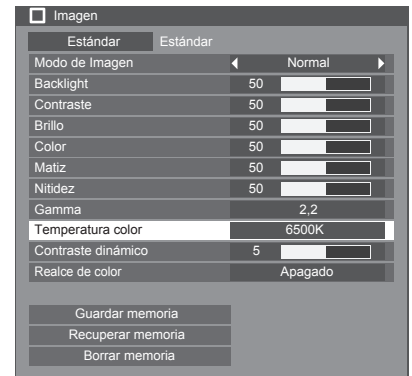 Imagen
Estándar Estándar
Modo de Imagen Normal
Backlight 50
Contraste 50
Brillo 50
Color 50
Matiz 50
Nitidez 50
Gamma 2,2
Temperatura color 6500K
Contraste dinámico 5
Realce de color Apagado
Guardar memoria
Recuperar memoria
Borrar memoria